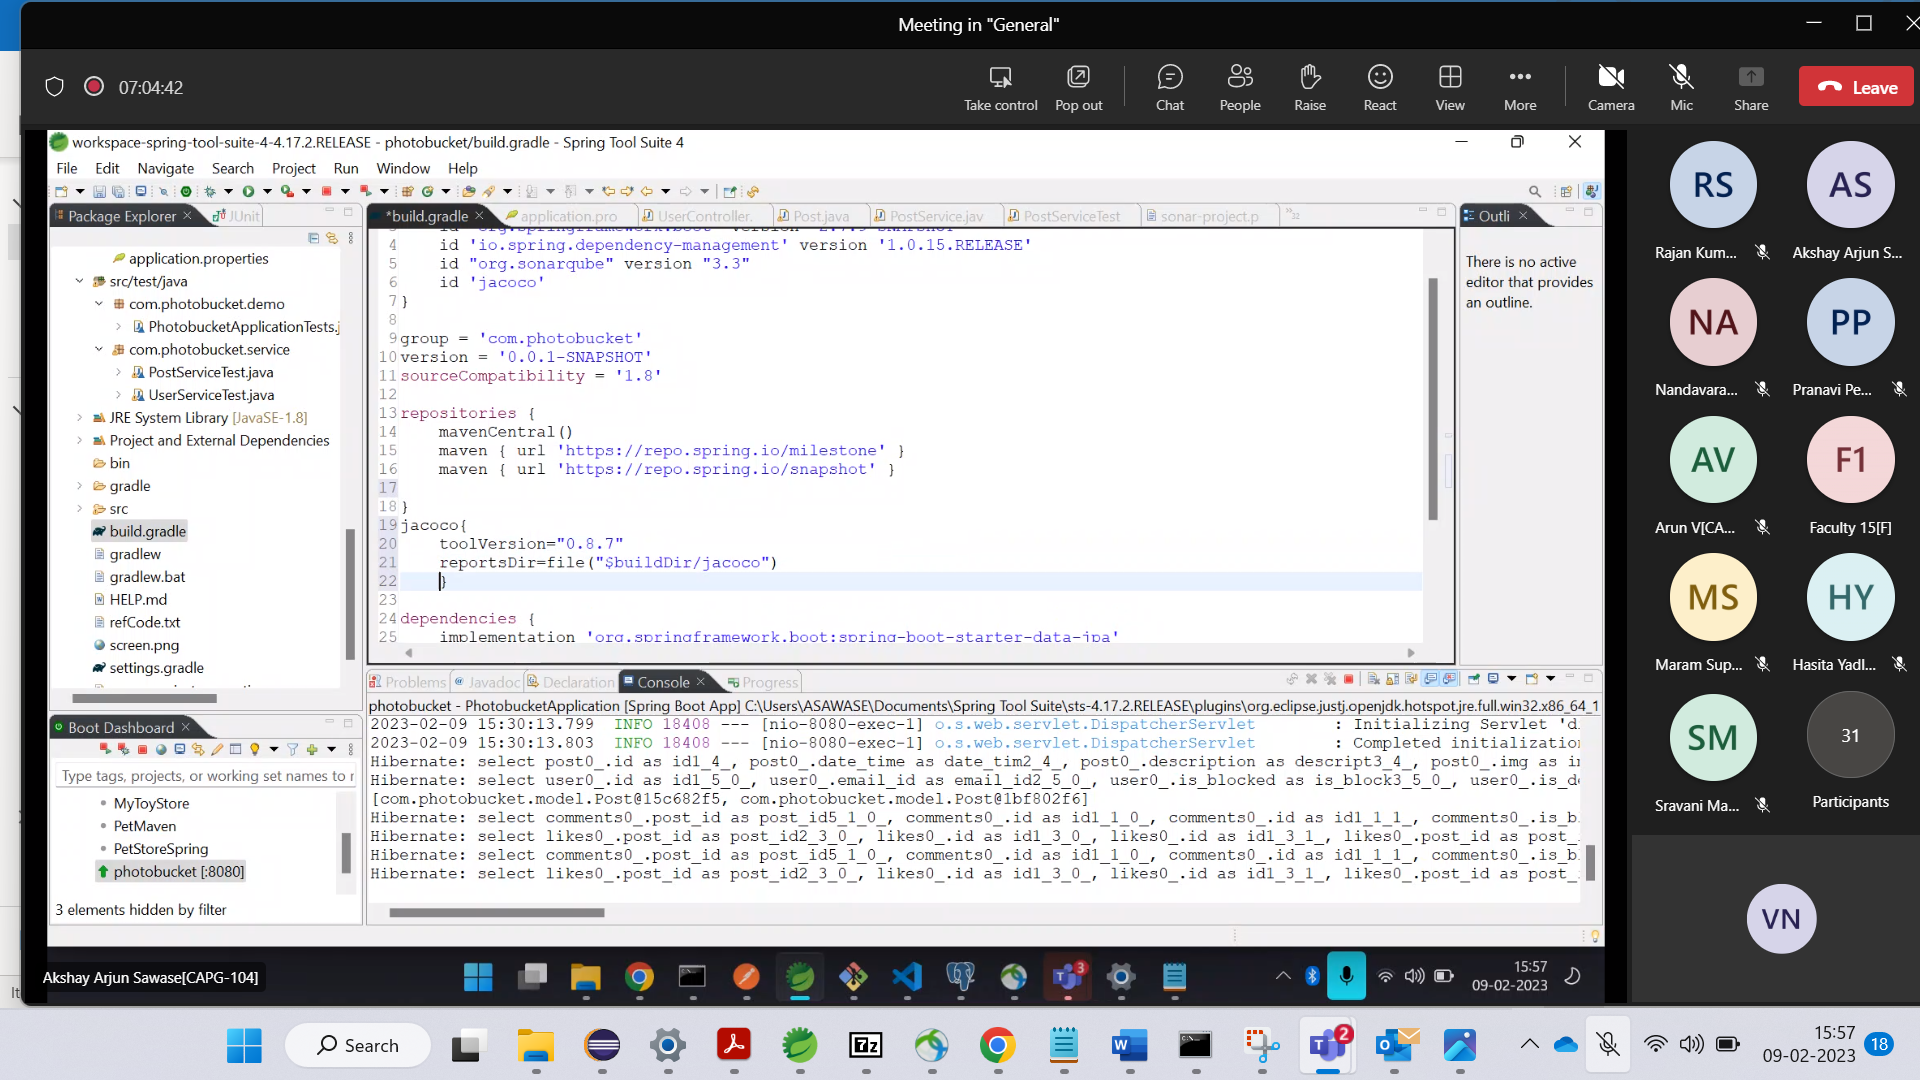 Meeting in "General"
07:04:42
Take control
Pop out
Chat
People
Raise
React
View
More
Camera
Mic
Share
Leave
workspace-spring-tool-suite-4-4.17.2.RELEASE - photobucket/build.gradle - Spring Tool Suite 4
File Edit Navigate Search Project Run Window Help
Package Explorer
JUnit
*build.gradle
application.pro
UserController.
Post.java
PostService.jav
PostServiceTest
sonar-project.p
Outli
application.properties
src/test/java
com.photobucket.demo
PhotobucketApplicationTests.j
com.photobucket.service
PostServiceTest.java
UserServiceTest.java
JRE System Library [JavaSE-1.8]
Project and External Dependencies
bin
gradle
src
build.gradle
gradlew
gradlew.bat
HELP.md
refCode.txt
screen.png
settings.gradle
4 id 'io.spring.dependency-management' version '1.0.15.RELEASE'
5 id "org.sonarqube" version "3.3"
6 id 'jacoco'
7 }
8
9 group = 'com.photobucket'
10 version = '0.0.1-SNAPSHOT'
11 sourceCompatibility = '1.8'
12
13 repositories {
14 mavenCentral()
15 maven { url 'https://repo.spring.io/milestone' }
16 maven { url 'https://repo.spring.io/snapshot' }
17
18 }
19 jacoco{
20 toolVersion="0.8.7"
21 reportsDir=file("$buildDir/jacoco")
22 }
23
24 dependencies {
25 implementation 'org.springframework.boot:spring-boot-starter-data-jpa'
There is no active
editor that provides
an outline.
Problems
Javadoc
Declaration
Console
Progress
photobucket - PhotobucketApplication [Spring Boot App] C:\Users\ASAWASE\Documents\Spring Tool Suite\sts-4.17.2.RELEASE\plugins\org.eclipse.justj.openjdk.hotspot.jre.full.win32.x86_64_1
2023-02-09 15:30:13.799 INFO 18408 --- [nio-8080-exec-1] o.s.web.servlet.DispatcherServlet : Initializing Servlet 'di
2023-02-09 15:30:13.803 INFO 18408 --- [nio-8080-exec-1] o.s.web.servlet.DispatcherServlet : Completed initialization
Hibernate: select post0_.id as id1_4_, post0_.date_time as date_tim2_4_, post0_.description as descript3_4_, post0_.img as im
Hibernate: select user0_.id as id1_5_0_, user0_.email_id as email_id2_5_0_, user0_.is_blocked as is_block3_5_0_, user0_.is_de
[com.photobucket.model.Post@15c682f5, com.photobucket.model.Post@1bf802f6]
Hibernate: select comments0_.post_id as post_id5_1_0_, comments0_.id as id1_1_0_, comments0_.id as id1_1_1_, comments0_.is_bl
Hibernate: select likes0_.post_id as post_id2_3_0_, likes0_.id as id1_3_0_, likes0_.id as id1_3_1_, likes0_.post_id as post_
Hibernate: select comments0_.post_id as post_id5_1_0_, comments0_.id as id1_1_0_, comments0_.id as id1_1_1_, comments0_.is_bl
Hibernate: select likes0_.post_id as post_id2_3_0_, likes0_.id as id1_3_0_, likes0_.id as id1_3_1_, likes0_.post_id as post_
Boot Dashboard
Type tags, projects, or working set names to r
MyToyStore
PetMaven
PetStoreSpring
photobucket [:8080]
3 elements hidden by filter
Akshay Arjun Sawase[CAPG-104]
3
15:57
09-02-2023
RS
Rajan Kum...
AS
Akshay Arjun S...
NA
Nandavara...
PP
Pranavi Pe...
AV
Arun V[CA...
F1
Faculty 15[F]
MS
Maram Sup...
HY
Hasita Yadl...
SM
Sravani Ma...
31
Participants
VN
Search
7z
2
15:57
09-02-2023
18